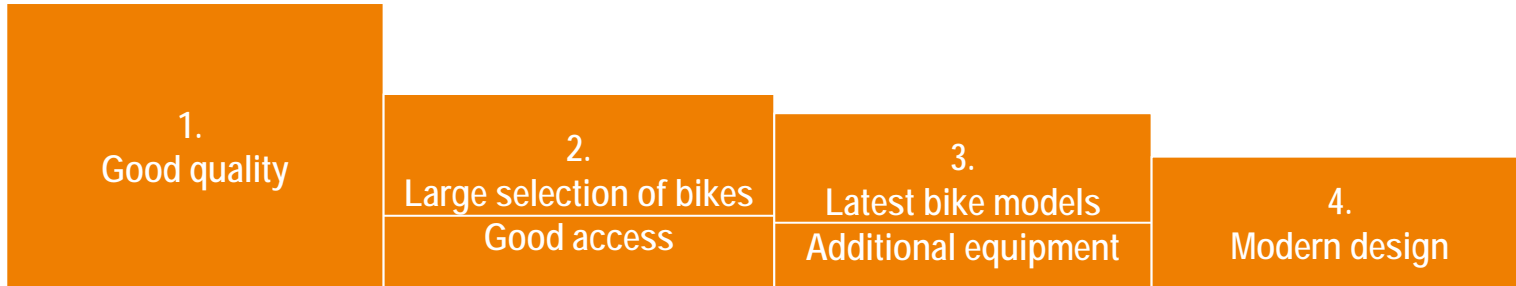 1.
Good quality
2.
Large selection of bikes
Good access
3.
Latest bike models
Additional equipment
4.
Modern design